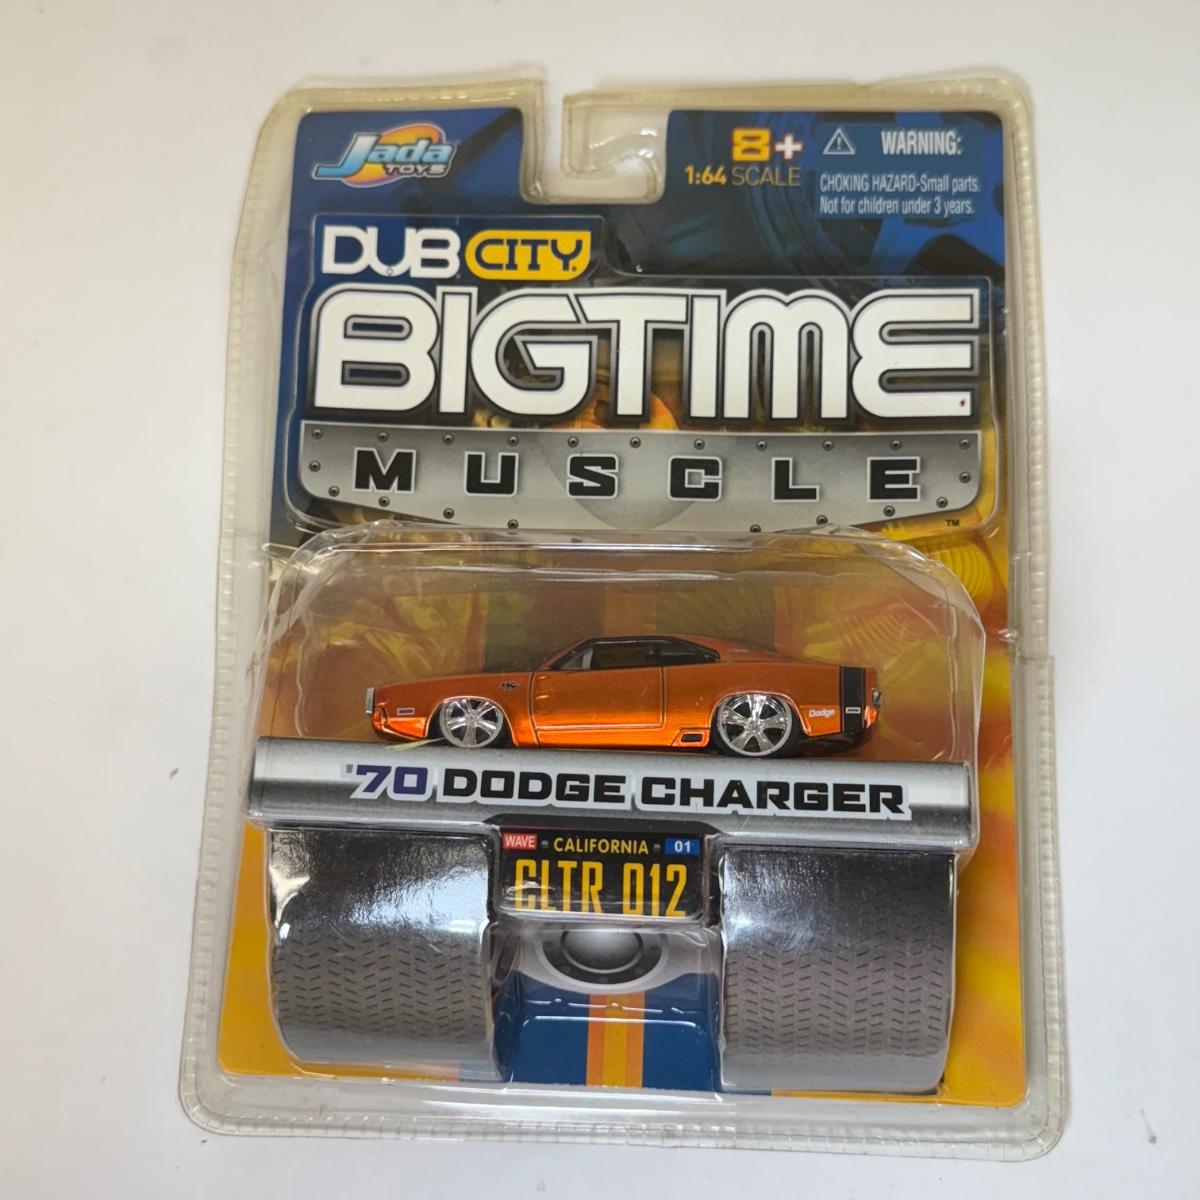 Jada
TOYS
8+
1:64 SCALE
WARNING:
CHOKING HAZARD-Small parts.
Not for children under 3 years.
DUB CITY
BIGTIME
MUSCLE
TM
R/T
Dodge
'70 DODGE CHARGER
WAVE CALIFORNIA 01
CLTR 012